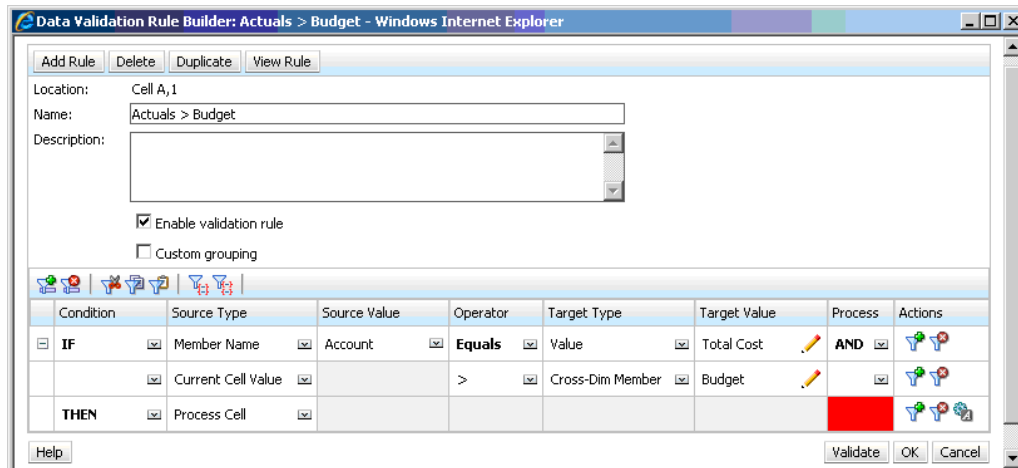 Data Validation Rule Builder: Actuals > Budget - Windows Internet Explorer
Add Rule Delete Duplicate View Rule
Location: Cell A,1
Name: Actuals > Budget
Description:
Enable validation rule
Custom grouping
Condition Source Type Source Value Operator Target Type Target Value Process Actions
IF Member Name Account Equals Value Total Cost AND
Current Cell Value > Cross-Dim Member Budget
THEN Process Cell
Help Validate OK Cancel